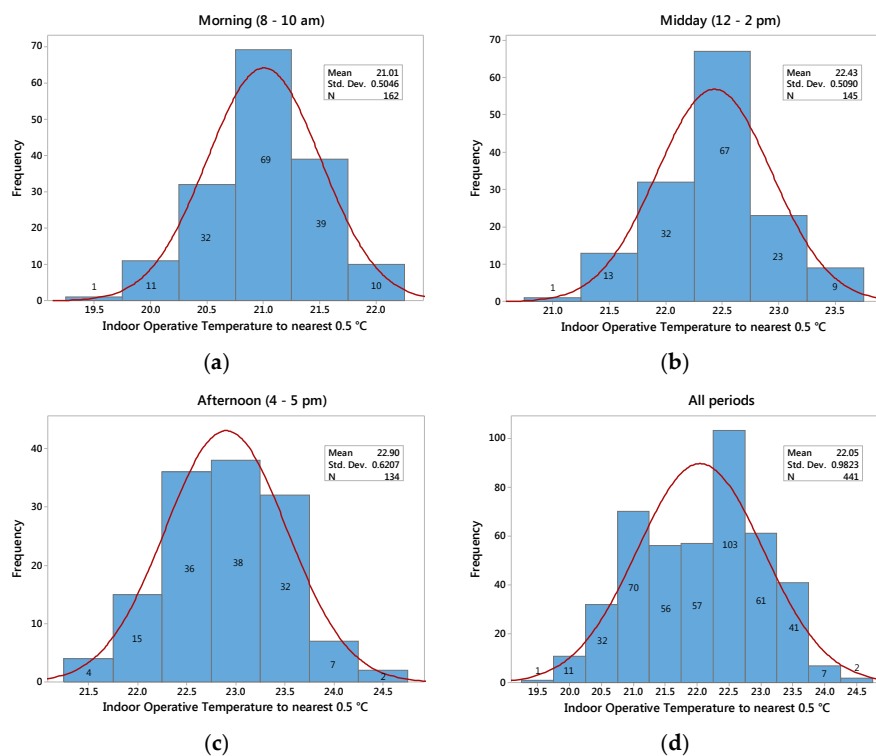 Morning (8 - 10 am)
70
60
50
40
30
20
10
0
Frequency
Mean 21.01
Std. Dev. 0.5046
N 162
1
11
32
69
39
10
19.5 20.0 20.5 21.0 21.5 22.0
Indoor Operative Temperature to nearest 0.5 °C
(a)
Midday (12 - 2 pm)
70
60
50
40
30
20
10
0
Frequency
Mean 22.43
Std. Dev. 0.5090
N 145
1
13
32
67
23
9
21.0 21.5 22.0 22.5 23.0 23.5
Indoor Operative Temperature to nearest 0.5 °C
(b)
Afternoon (4 - 5 pm)
40
30
20
10
0
Frequency
Mean 22.90
Std. Dev. 0.6207
N 134
4
15
36
38
32
7
2
21.5 22.0 22.5 23.0 23.5 24.0 24.5
Indoor Operative Temperature to nearest 0.5 °C
(c)
All periods
100
80
60
40
20
0
Frequency
Mean 22.05
Std. Dev. 0.9823
N 441
1
11
32
70
56
57
103
61
41
7
2
19.5 20.0 20.5 21.0 21.5 22.0 22.5 23.0 23.5 24.0 24.5
Indoor Operative Temperature to nearest 0.5 °C
(d)